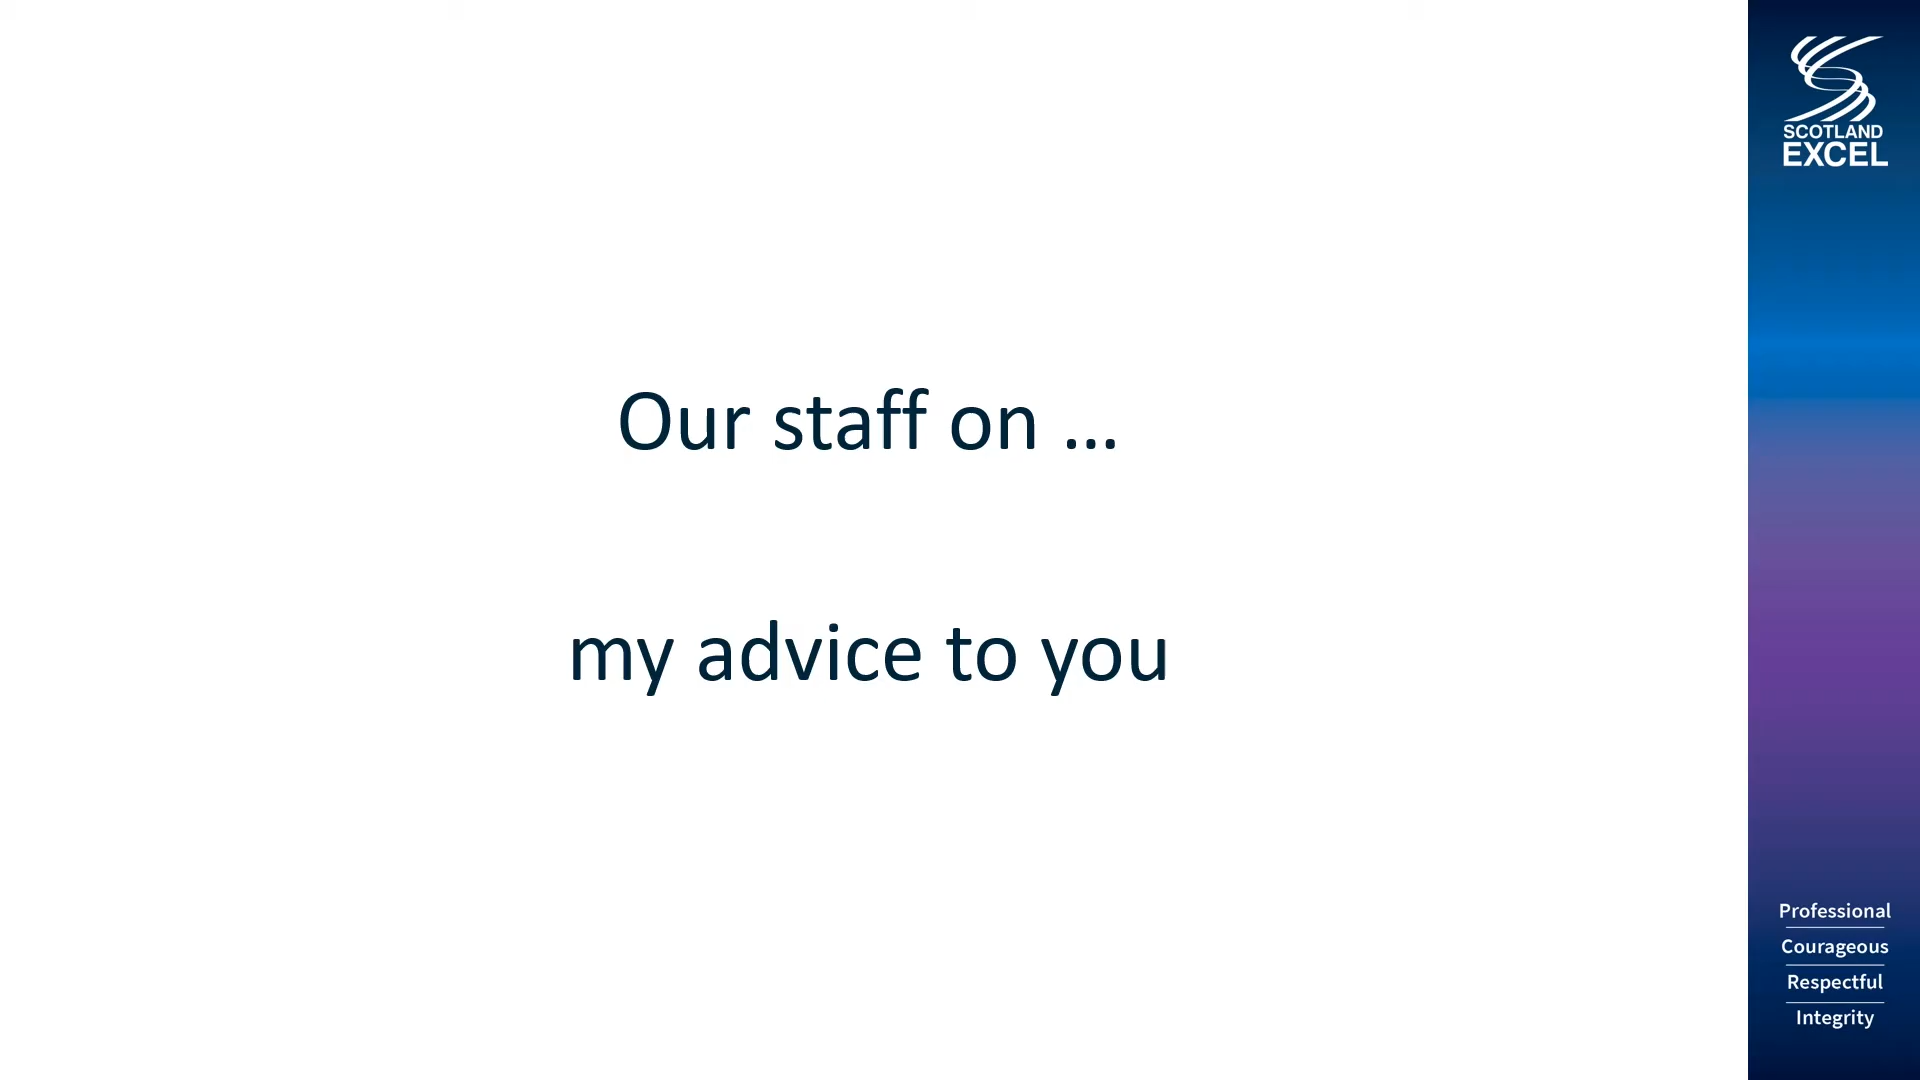 SCOTLAND
EXCEL
Our staff on ...
my advice to you
Professional
Courageous
Respectful
Integrity